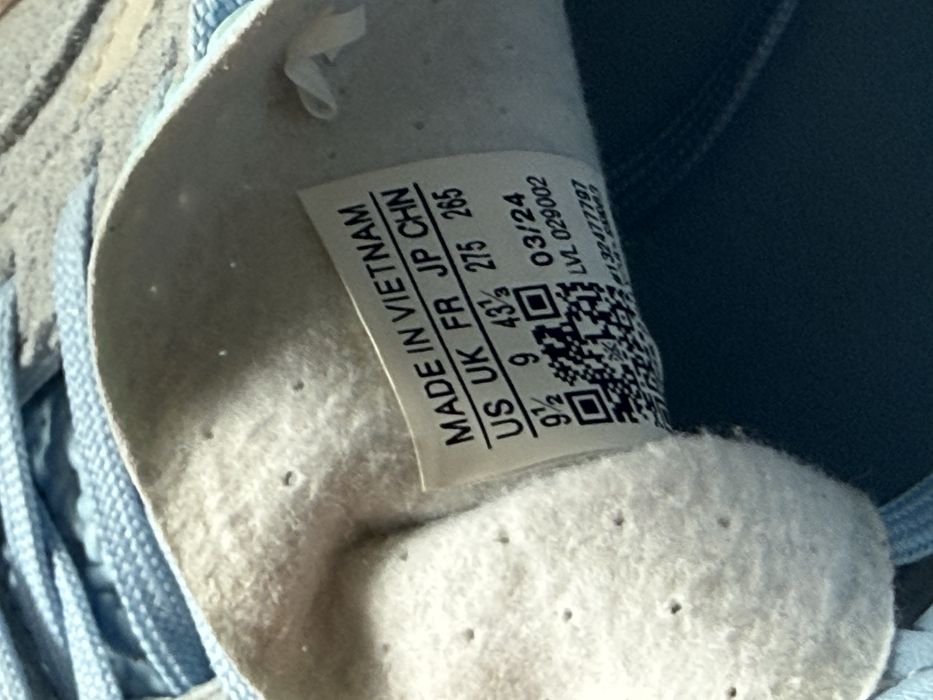 MADE IN VIETNAM
US UK FR JP CHN
9½ 9 43⅓ 275 265
03/24
LVL 029002